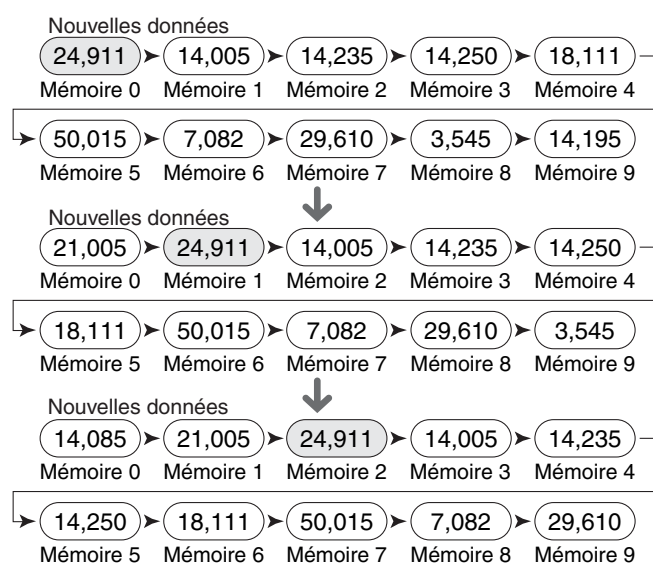 Nouvelles données
24,911 14,005 14,235 14,250 18,111
Mémoire 0 Mémoire 1 Mémoire 2 Mémoire 3 Mémoire 4
50,015 7,082 29,610 3,545 14,195
Mémoire 5 Mémoire 6 Mémoire 7 Mémoire 8 Mémoire 9
Nouvelles données
21,005 24,911 14,005 14,235 14,250
Mémoire 0 Mémoire 1 Mémoire 2 Mémoire 3 Mémoire 4
18,111 50,015 7,082 29,610 3,545
Mémoire 5 Mémoire 6 Mémoire 7 Mémoire 8 Mémoire 9
Nouvelles données
14,085 21,005 24,911 14,005 14,235
Mémoire 0 Mémoire 1 Mémoire 2 Mémoire 3 Mémoire 4
14,250 18,111 50,015 7,082 29,610
Mémoire 5 Mémoire 6 Mémoire 7 Mémoire 8 Mémoire 9